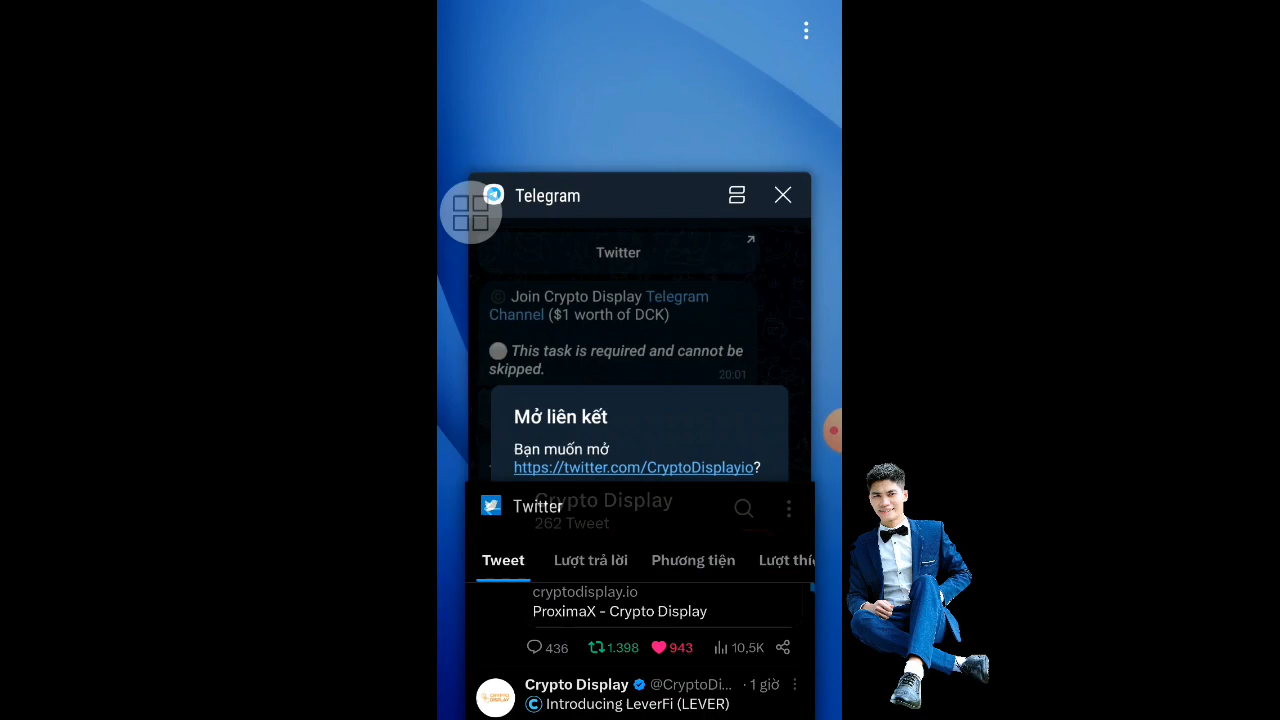 Telegram
Twitter
Join Crypto Display Telegram
Channel ($1 worth of DCK)
This task is required and cannot be
skipped.
20:01
Mở liên kết
Bạn muốn mở
https://twitter.com/CryptoDisplayio?
Twitter
Crypto Display
262 Tweet
Tweet Lượt trả lời Phương tiện Lượt thíc
cryptodisplay.io
ProximaX - Crypto Display
436 1.398 943 10,5K
Crypto Display @CryptoDi... · 1 giờ
Introducing LeverFi (LEVER)